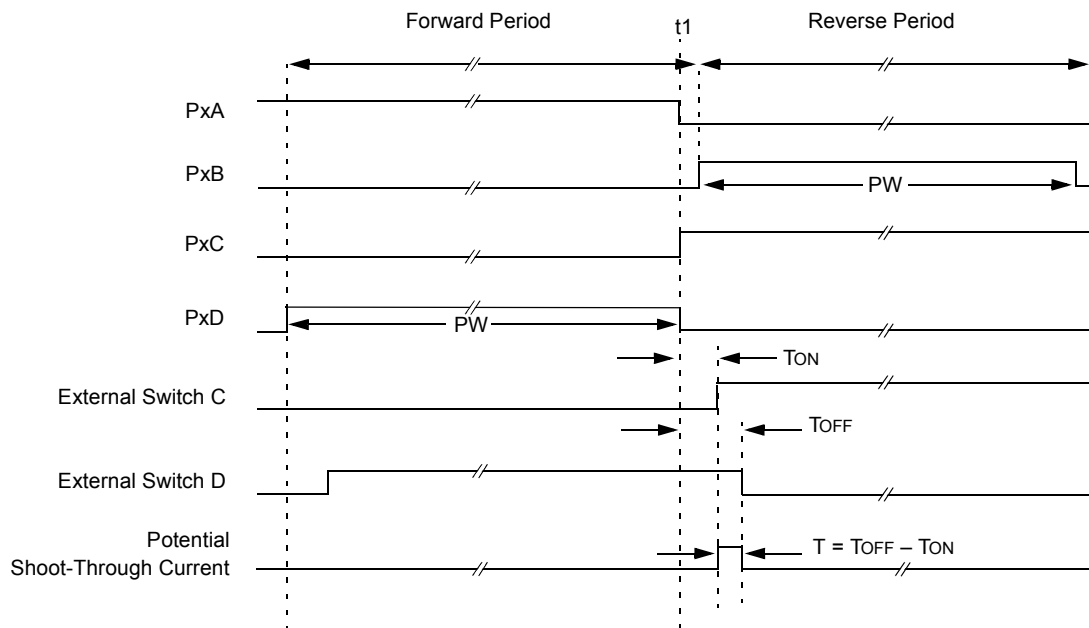 Forward Period
t1
Reverse Period
PxA
PxB
PW
PxC
PxD
PW
TON
External Switch C
TOFF
External Switch D
Potential
Shoot-Through Current
T = TOFF – TON